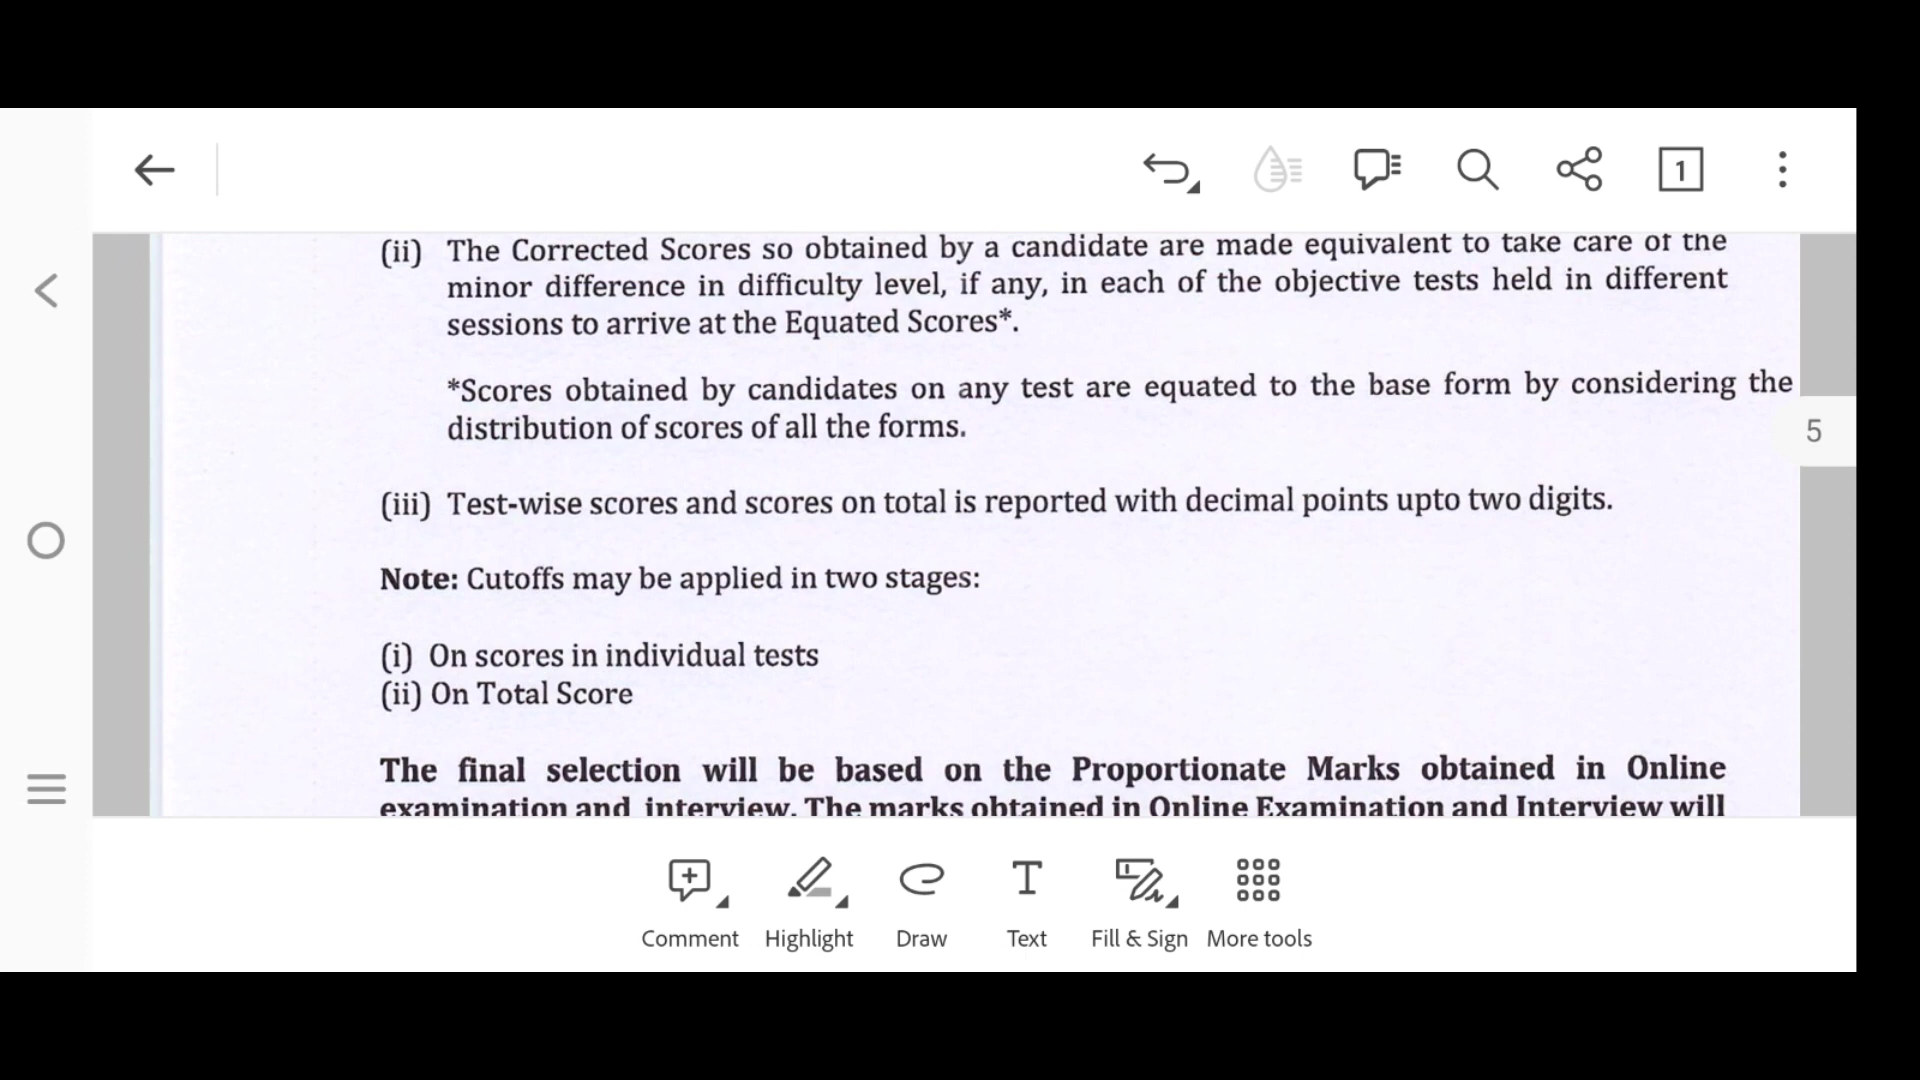 1
(ii) The Corrected Scores so obtained by a candidate are made equivalent to take care of the
minor difference in difficulty level, if any, in each of the objective tests held in different
sessions to arrive at the Equated Scores*.
*Scores obtained by candidates on any test are equated to the base form by considering the
distribution of scores of all the forms.
5
(iii) Test-wise scores and scores on total is reported with decimal points upto two digits.
Note: Cutoffs may be applied in two stages:
(i) On scores in individual tests
(ii) On Total Score
The final selection will be based on the Proportionate Marks obtained in Online
examination and interview. The marks obtained in Online Examination and Interview will
Comment Highlight Draw Text Fill & Sign More tools